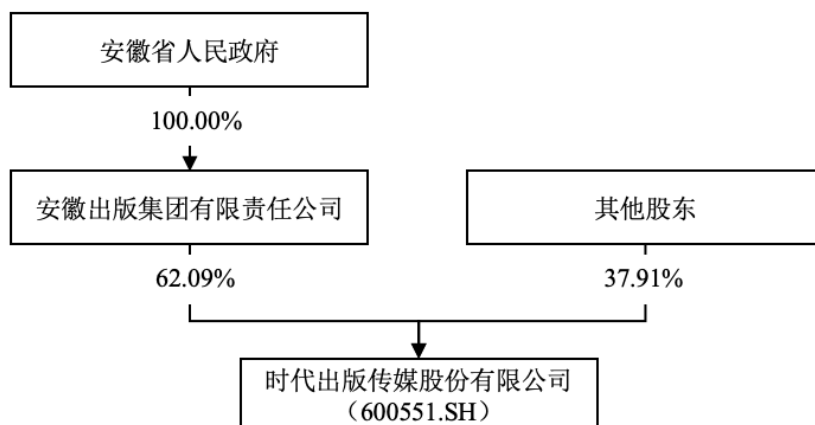 安徽省人民政府
100.00%
安徽出版集团有限责任公司
其他股东
62.09%
37.91%
时代出版传媒股份有限公司
（600551.SH）